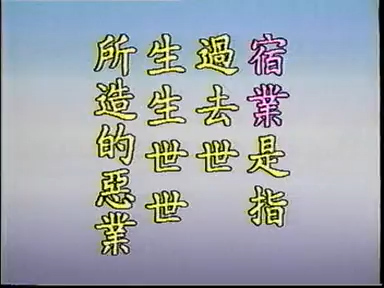 宿業是指
過去世
生生世世
所造的惡業